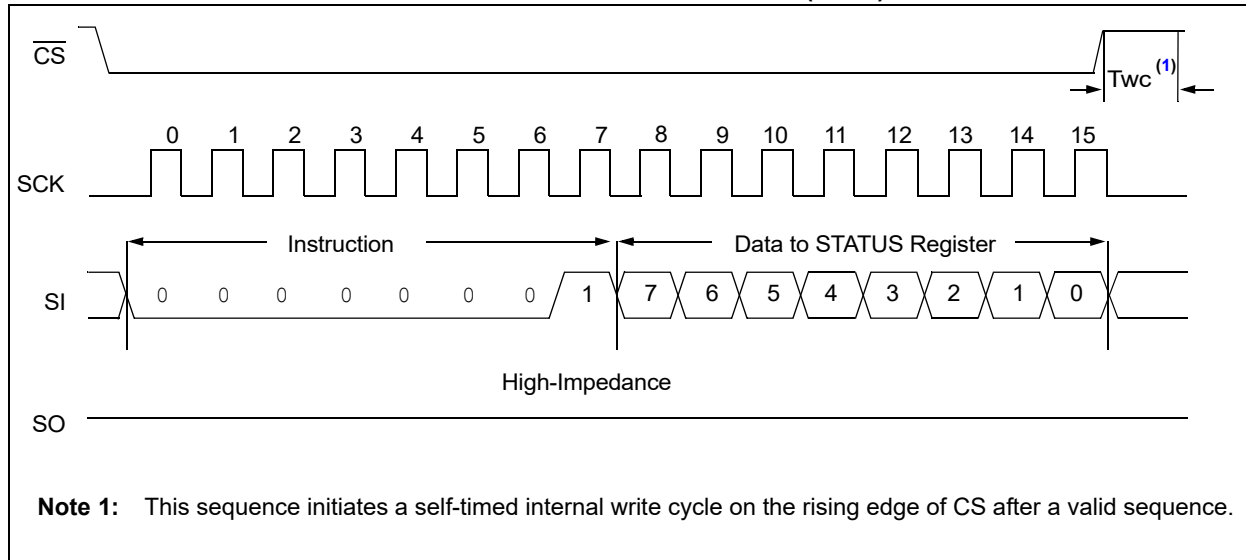 CS
Twc (1)
0 1 2 3 4 5 6 7 8 9 10 11 12 13 14 15
SCK
Instruction Data to STATUS Register
SI 0 0 0 0 0 0 0 1 7 6 5 4 3 2 1 0
High-Impedance
SO
Note 1: This sequence initiates a self-timed internal write cycle on the rising edge of CS after a valid sequence.